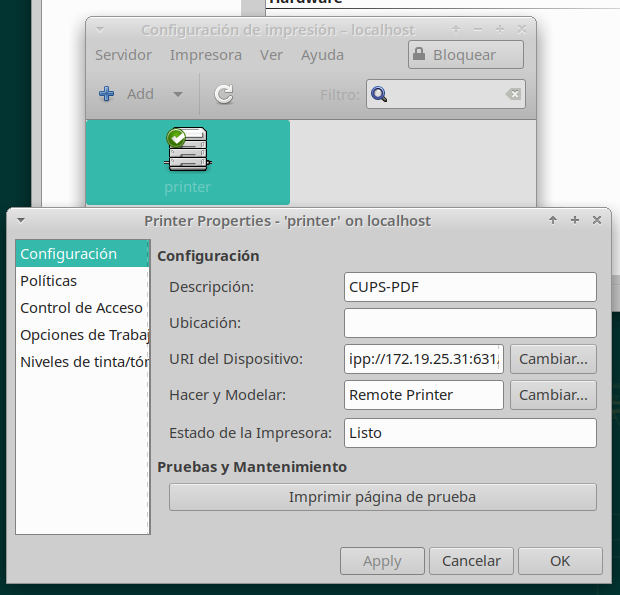 Hardware
Configuración de impresión – localhost
Servidor Impresora Ver Ayuda Bloquear
Add Filtro:
printer
Printer Properties - 'printer' on localhost
Configuración
Políticas
Control de Acceso
Opciones de Trabaj
Niveles de tinta/tór
Configuración
Descripción: CUPS-PDF
Ubicación:
URI del Dispositivo: ipp://172.19.25.31:631/ Cambiar...
Hacer y Modelar: Remote Printer Cambiar...
Estado de la Impresora: Listo
Pruebas y Mantenimiento
Imprimir página de prueba
Apply Cancelar OK